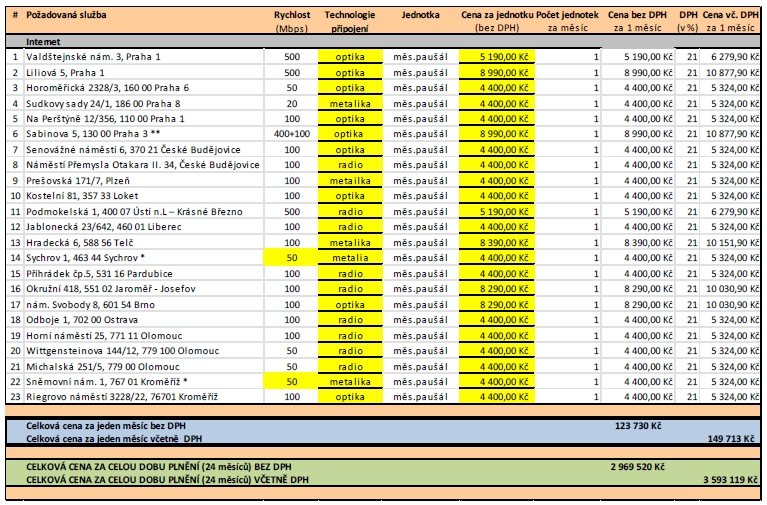 # Požadovaná služba Rychlost Technologie Jednotka Cena za jednotku Počet jednotek Cena bez DPH DPH Cena vč. DPH
(Mbps) připojení (bez DPH) za měsíc za 1 měsíc (v %) za 1 měsíc
Internet
1 Valdštejnské nám. 3, Praha 1 500 optika měs.paušál 5 190,00 Kč 1 5 190,00 Kč 21 6 279,90 Kč
2 Liliová 5, Praha 1 500 optika měs.paušál 8 990,00 Kč 1 8 990,00 Kč 21 10 877,90 Kč
3 Horoměřická 2328/3, 160 00 Praha 6 50 optika měs.paušál 4 400,00 Kč 1 4 400,00 Kč 21 5 324,00 Kč
4 Sudkovy sady 24/1, 186 00 Praha 8 20 metalika měs.paušál 4 400,00 Kč 1 4 400,00 Kč 21 5 324,00 Kč
5 Na Perštýně 12/356, 110 00 Praha 1 100 optika měs.paušál 4 400,00 Kč 1 4 400,00 Kč 21 5 324,00 Kč
6 Sabinova 5, 130 00 Praha 3 ** 400+100 optika měs.paušál 8 990,00 Kč 1 8 990,00 Kč 21 10 877,90 Kč
7 Senovážné náměstí 6, 370 21 České Budějovice 100 optika měs.paušál 4 400,00 Kč 1 4 400,00 Kč 21 5 324,00 Kč
8 Náměstí Přemysla Otakara II. 34, České Budějovice 100 radio měs.paušál 4 400,00 Kč 1 4 400,00 Kč 21 5 324,00 Kč
9 Prešovská 171/7, Plzeň 100 metailka měs.paušál 4 400,00 Kč 1 4 400,00 Kč 21 5 324,00 Kč
10 Kostelní 81, 357 33 Loket 100 optika měs.paušál 4 400,00 Kč 1 4 400,00 Kč 21 5 324,00 Kč
11 Podmokelská 1, 400 07 Ústí n.L – Krásné Březno 500 radio měs.paušál 5 190,00 Kč 1 5 190,00 Kč 21 6 279,90 Kč
12 Jablonecká 23/642, 460 01 Liberec 100 radio měs.paušál 4 400,00 Kč 1 4 400,00 Kč 21 5 324,00 Kč
13 Hradecká 6, 588 56 Telč 100 metalika měs.paušál 8 390,00 Kč 1 8 390,00 Kč 21 10 151,90 Kč
14 Sychrov 1, 463 44 Sychrov * 50 metalia měs.paušál 4 400,00 Kč 1 4 400,00 Kč 21 5 324,00 Kč
15 Příhrádek čp.5, 531 16 Pardubice 100 radio měs.paušál 4 400,00 Kč 1 4 400,00 Kč 21 5 324,00 Kč
16 Okružní 418, 551 02 Jaroměř - Josefov 100 radio měs.paušál 8 290,00 Kč 1 8 290,00 Kč 21 10 030,90 Kč
17 nám. Svobody 8, 601 54 Brno 100 optika měs.paušál 8 290,00 Kč 1 8 290,00 Kč 21 10 030,90 Kč
18 Odboje 1, 702 00 Ostrava 100 radio měs.paušál 4 400,00 Kč 1 4 400,00 Kč 21 5 324,00 Kč
19 Horní náměstí 25, 771 11 Olomouc 100 radio měs.paušál 4 400,00 Kč 1 4 400,00 Kč 21 5 324,00 Kč
20 Wittgensteinova 144/12, 779 100 Olomouc 50 radio měs.paušál 4 400,00 Kč 1 4 400,00 Kč 21 5 324,00 Kč
21 Michalská 251/5, 779 00 Olomouc 50 radio měs.paušál 4 400,00 Kč 1 4 400,00 Kč 21 5 324,00 Kč
22 Sněmovní nám. 1, 767 01 Kroměříž * 50 metalika měs.paušál 4 400,00 Kč 1 4 400,00 Kč 21 5 324,00 Kč
23 Riegrovo náměstí 3228/22, 76701 Kroměříž 100 optika měs.paušál 4 400,00 Kč 1 4 400,00 Kč 21 5 324,00 Kč
Celková cena za jeden měsíc bez DPH 123 730 Kč
Celková cena za jeden měsíc včetně DPH 149 713 Kč
CELKOVÁ CENA ZA CELOU DOBU PLNĚNÍ (24 měsíců) BEZ DPH 2 969 520 Kč
CELKOVÁ CENA ZA CELOU DOBU PLNĚNÍ (24 měsíců) VČETNĚ DPH 3 593 119 Kč